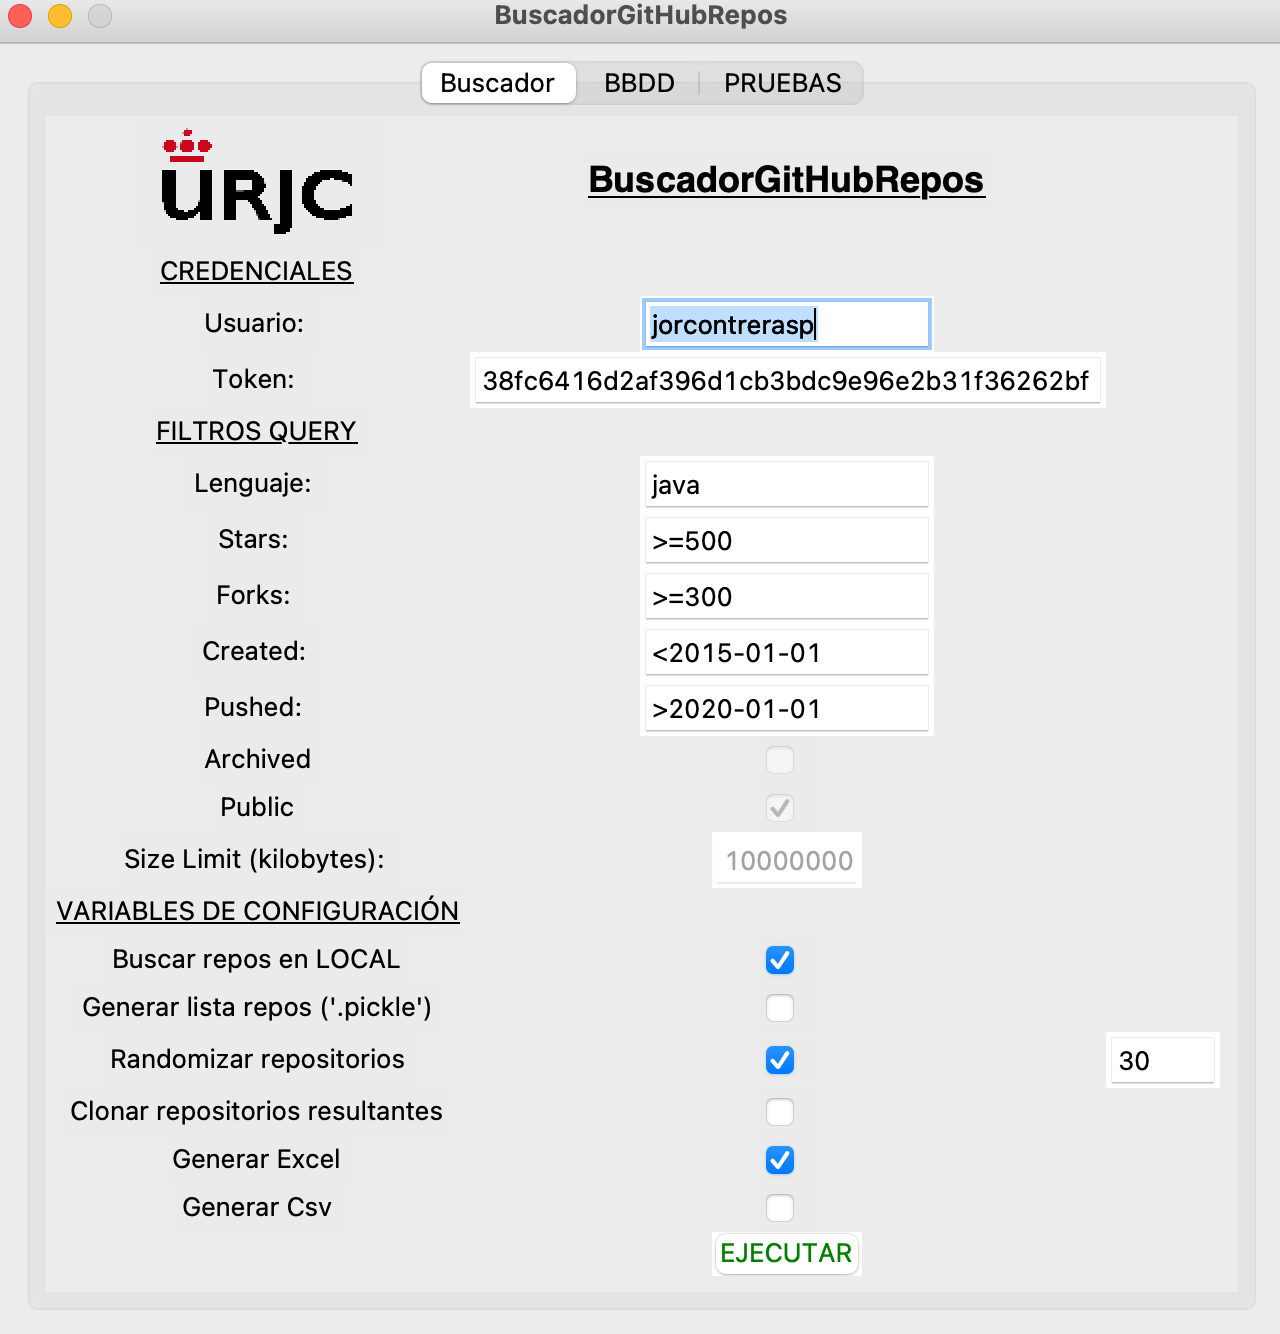 BuscadorGitHubRepos
Buscador BBDD PRUEBAS
URJC
BuscadorGitHubRepos
CREDENCIALES
Usuario: jorcontrerasp
Token: 38fc6416d2af396d1cb3bdc9e96e2b31f36262bf
FILTROS QUERY
Lenguaje: java
Stars: >=500
Forks: >=300
Created: <2015-01-01
Pushed: >2020-01-01
Archived
Public
Size Limit (kilobytes): 10000000
VARIABLES DE CONFIGURACIÓN
Buscar repos en LOCAL
Generar lista repos ('.pickle')
Randomizar repositorios 30
Clonar repositorios resultantes
Generar Excel
Generar Csv
EJECUTAR